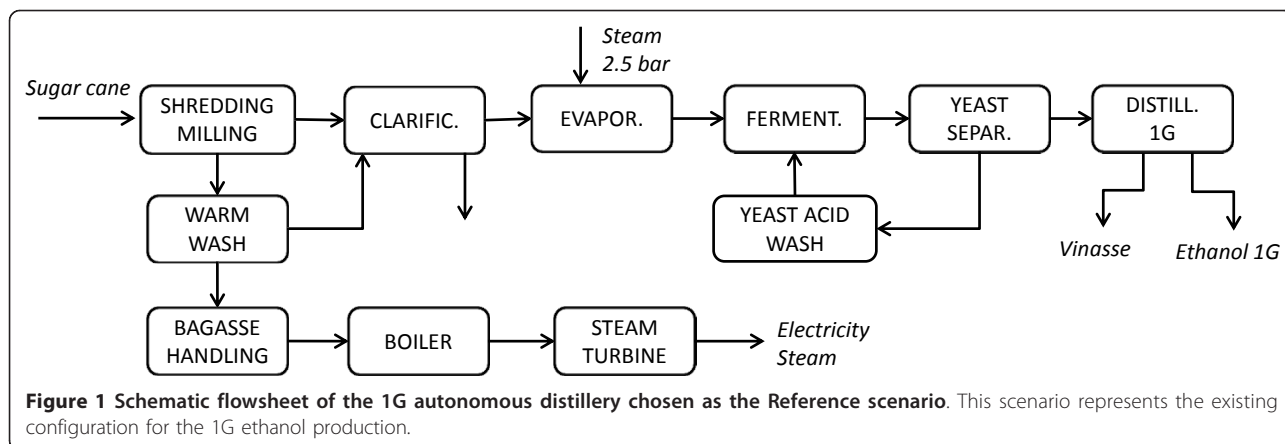 Steam
2.5 bar
Sugar cane
SHREDDING
MILLING
CLARIFIC.
EVAPOR.
FERMENT.
YEAST
SEPAR.
DISTILL.
1G
WARM
WASH
YEAST ACID
WASH
Vinasse
Ethanol 1G
BAGASSE
HANDLING
BOILER
STEAM
TURBINE
Electricity
Steam
Figure 1 Schematic flowsheet of the 1G autonomous distillery chosen as the Reference scenario. This scenario represents the existing
configuration for the 1G ethanol production.